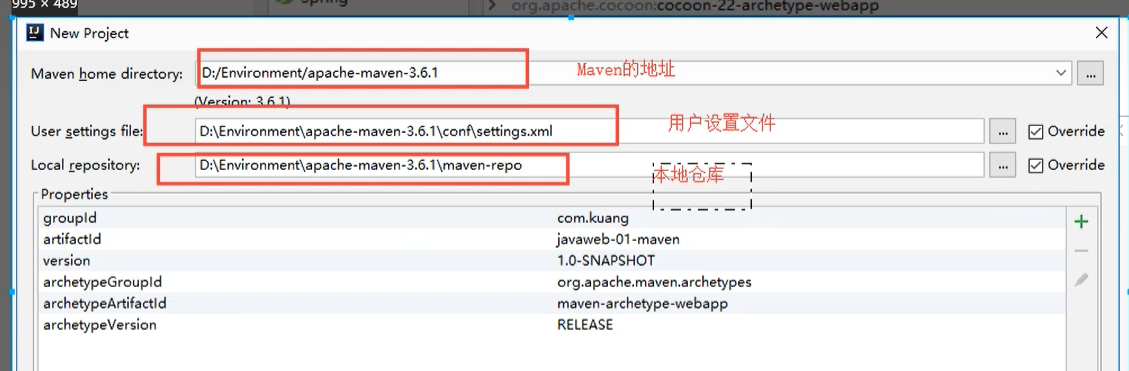 995 × 489
Spring
org.apache.cocoon:cocoon-22-archetype-webapp
New Project
Maven home directory: D:/Environment/apache-maven-3.6.1 Maven的地址 ...
(Version: 3.6.1)
User settings file: D:\Environment\apache-maven-3.6.1\conf\settings.xml 用户设置文件 ... Override
Local repository: D:\Environment\apache-maven-3.6.1\maven-repo 本地仓库 ... Override
Properties
groupId com.kuang
artifactId javaweb-01-maven
version 1.0-SNAPSHOT
archetypeGroupId org.apache.maven.archetypes
archetypeArtifactId maven-archetype-webapp
archetypeVersion RELEASE